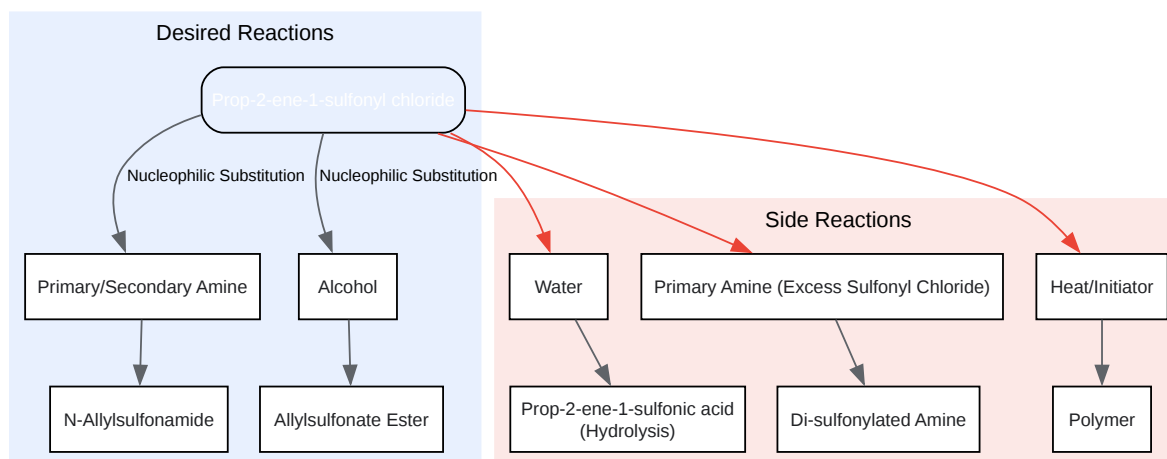 Desired Reactions
Prop-2-ene-1-sulfonyl chloride
Nucleophilic Substitution
Nucleophilic Substitution
Side Reactions
Primary/Secondary Amine
Alcohol
Water
Primary Amine (Excess Sulfonyl Chloride)
Heat/Initiator
N-Allylsulfonamide
Allylsulfonate Ester
Prop-2-ene-1-sulfonic acid
(Hydrolysis)
Di-sulfonylated Amine
Polymer